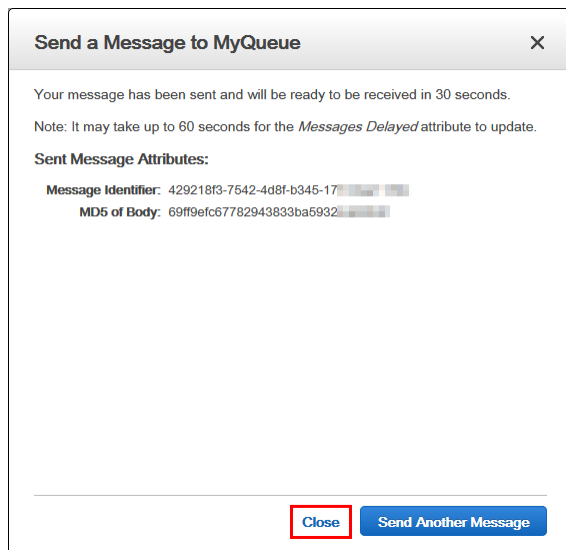 Send a Message to MyQueue
Your message has been sent and will be ready to be received in 30 seconds.
Note: It may take up to 60 seconds for the Messages Delayed attribute to update.
Sent Message Attributes:
Message Identifier: 429218f3-7542-4d8f-b345-17
MD5 of Body: 69ff9efc67782943833ba5932
Close
Send Another Message